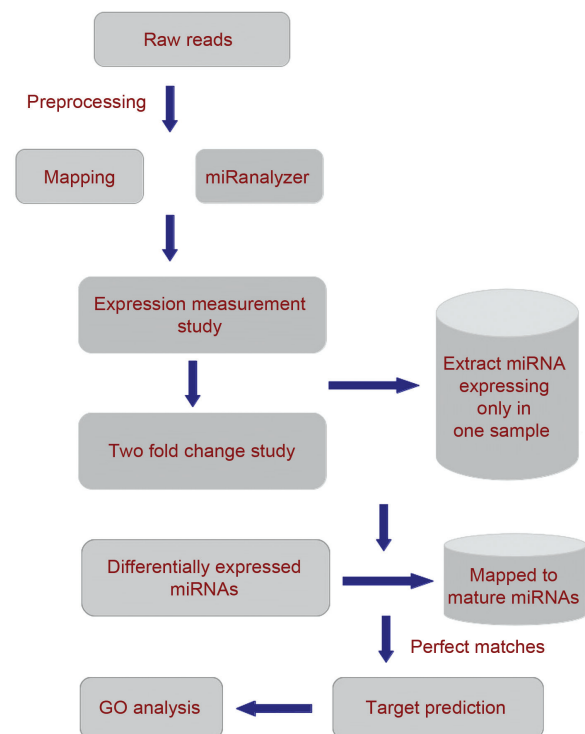 Raw reads
Preprocessing
Mapping
miRanalyzer
Expression measurement
study
Extract miRNA
expressing
only in
one sample
Two fold change study
Differentially expressed
miRNAs
Mapped to
mature miRNAs
Perfect matches
GO analysis
Target prediction